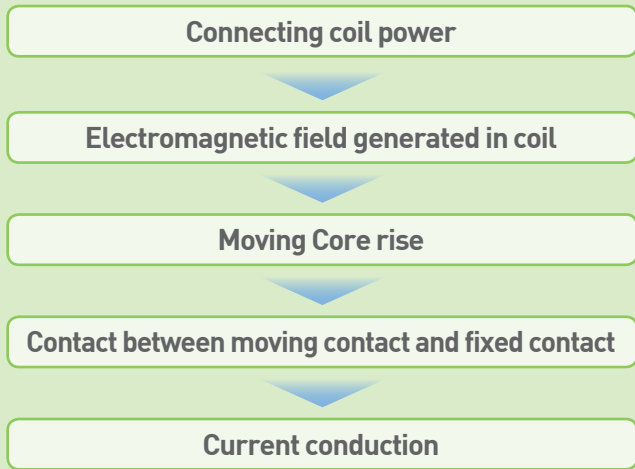 Connecting coil power
Electromagnetic field generated in coil
Moving Core rise
Contact between moving contact and fixed contact
Current conduction